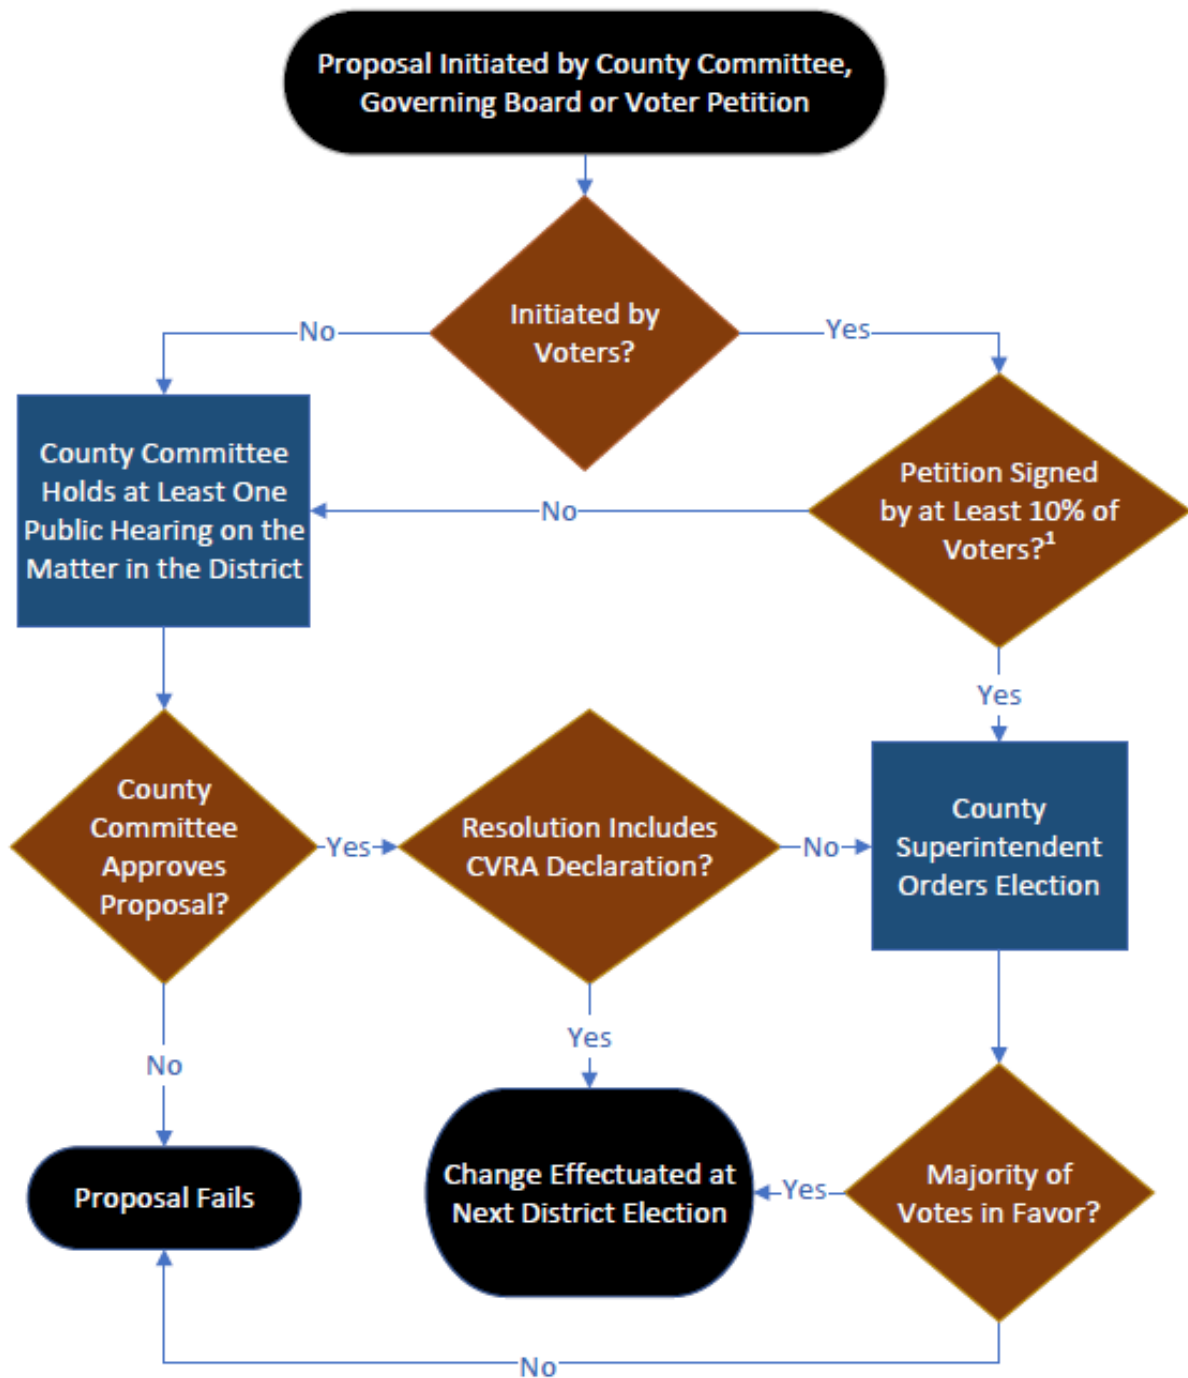 Proposal Initiated by County Committee,
Governing Board or Voter Petition
Initiated by
Voters?
No
Yes
County Committee
Holds at Least One
Public Hearing on the
Matter in the District
No
Petition Signed
by at Least 10% of
Voters?¹
Yes
County
Committee
Approves
Proposal?
Yes
Resolution Includes
CVRA Declaration?
No
County
Superintendent
Orders Election
No
Yes
Proposal Fails
Change Effectuated at
Next District Election
Yes
Majority of
Votes in Favor?
No